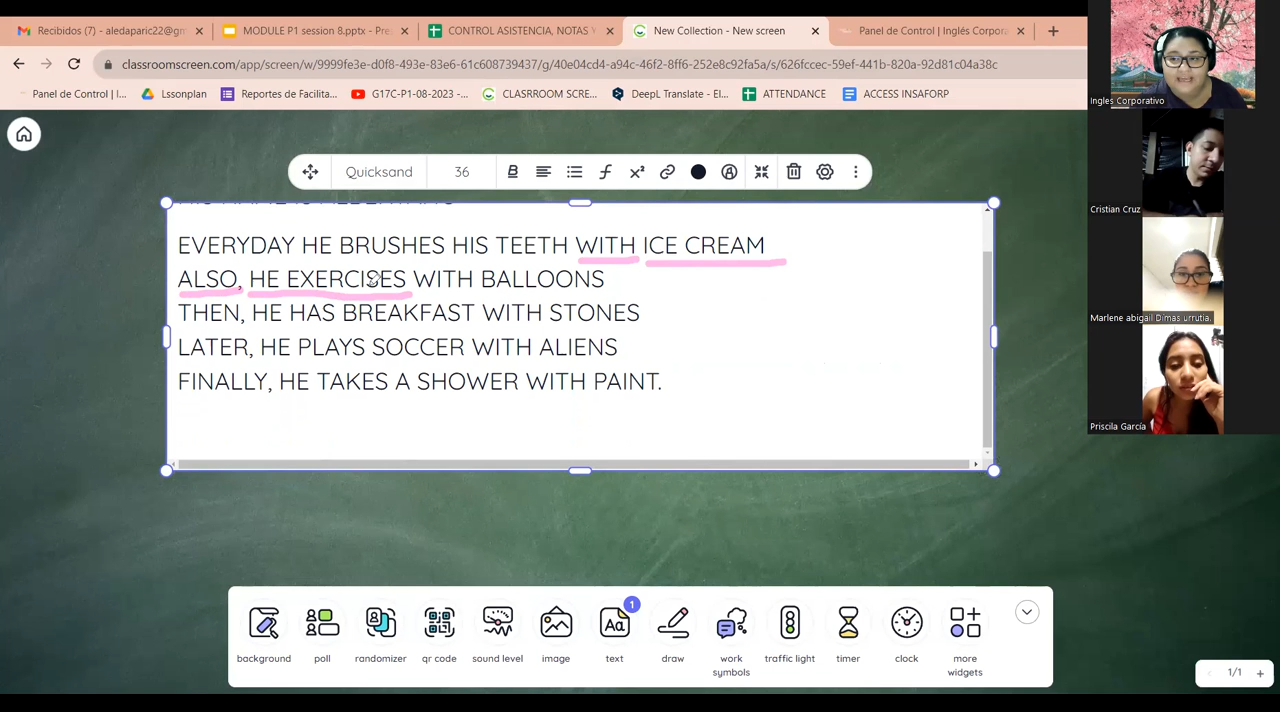 Recibidos (7) - aledaparic22@gm
MODULE P1 session 8.pptx - Pre
CONTROL ASISTENCIA, NOTAS Y
New Collection - New screen
Panel de Control | Inglés Corpora
classroomscreen.com/app/screen/w/9999fe3e-d0f8-493e-83e6-61c603739437/g/40e04cd4-a94c-46f2-8ff6-252e8c92fa5a/s/626fccec-59ef-441b-820a-92d81c04a38c
Panel de Control | I...
Lssonplan
Reportes de Facilita...
G17C-P1-08-2023 -...
CLASSROOM SCRE...
DeepL Translate - El...
ATTENDANCE
ACCESS INSAFORP
Ingles Corporativo
Cristian Cruz
Marlene abigail Dimas urrutia.
Priscila García
Quicksand
36
EVERYDAY HE BRUSHES HIS TEETH WITH ICE CREAM
ALSO, HE EXERCISES WITH BALLOONS
THEN, HE HAS BREAKFAST WITH STONES
LATER, HE PLAYS SOCCER WITH ALIENS
FINALLY, HE TAKES A SHOWER WITH PAINT.
1
background
poll
randomizer
qr code
sound level
image
text
draw
work symbols
traffic light
timer
clock
more widgets
1/1